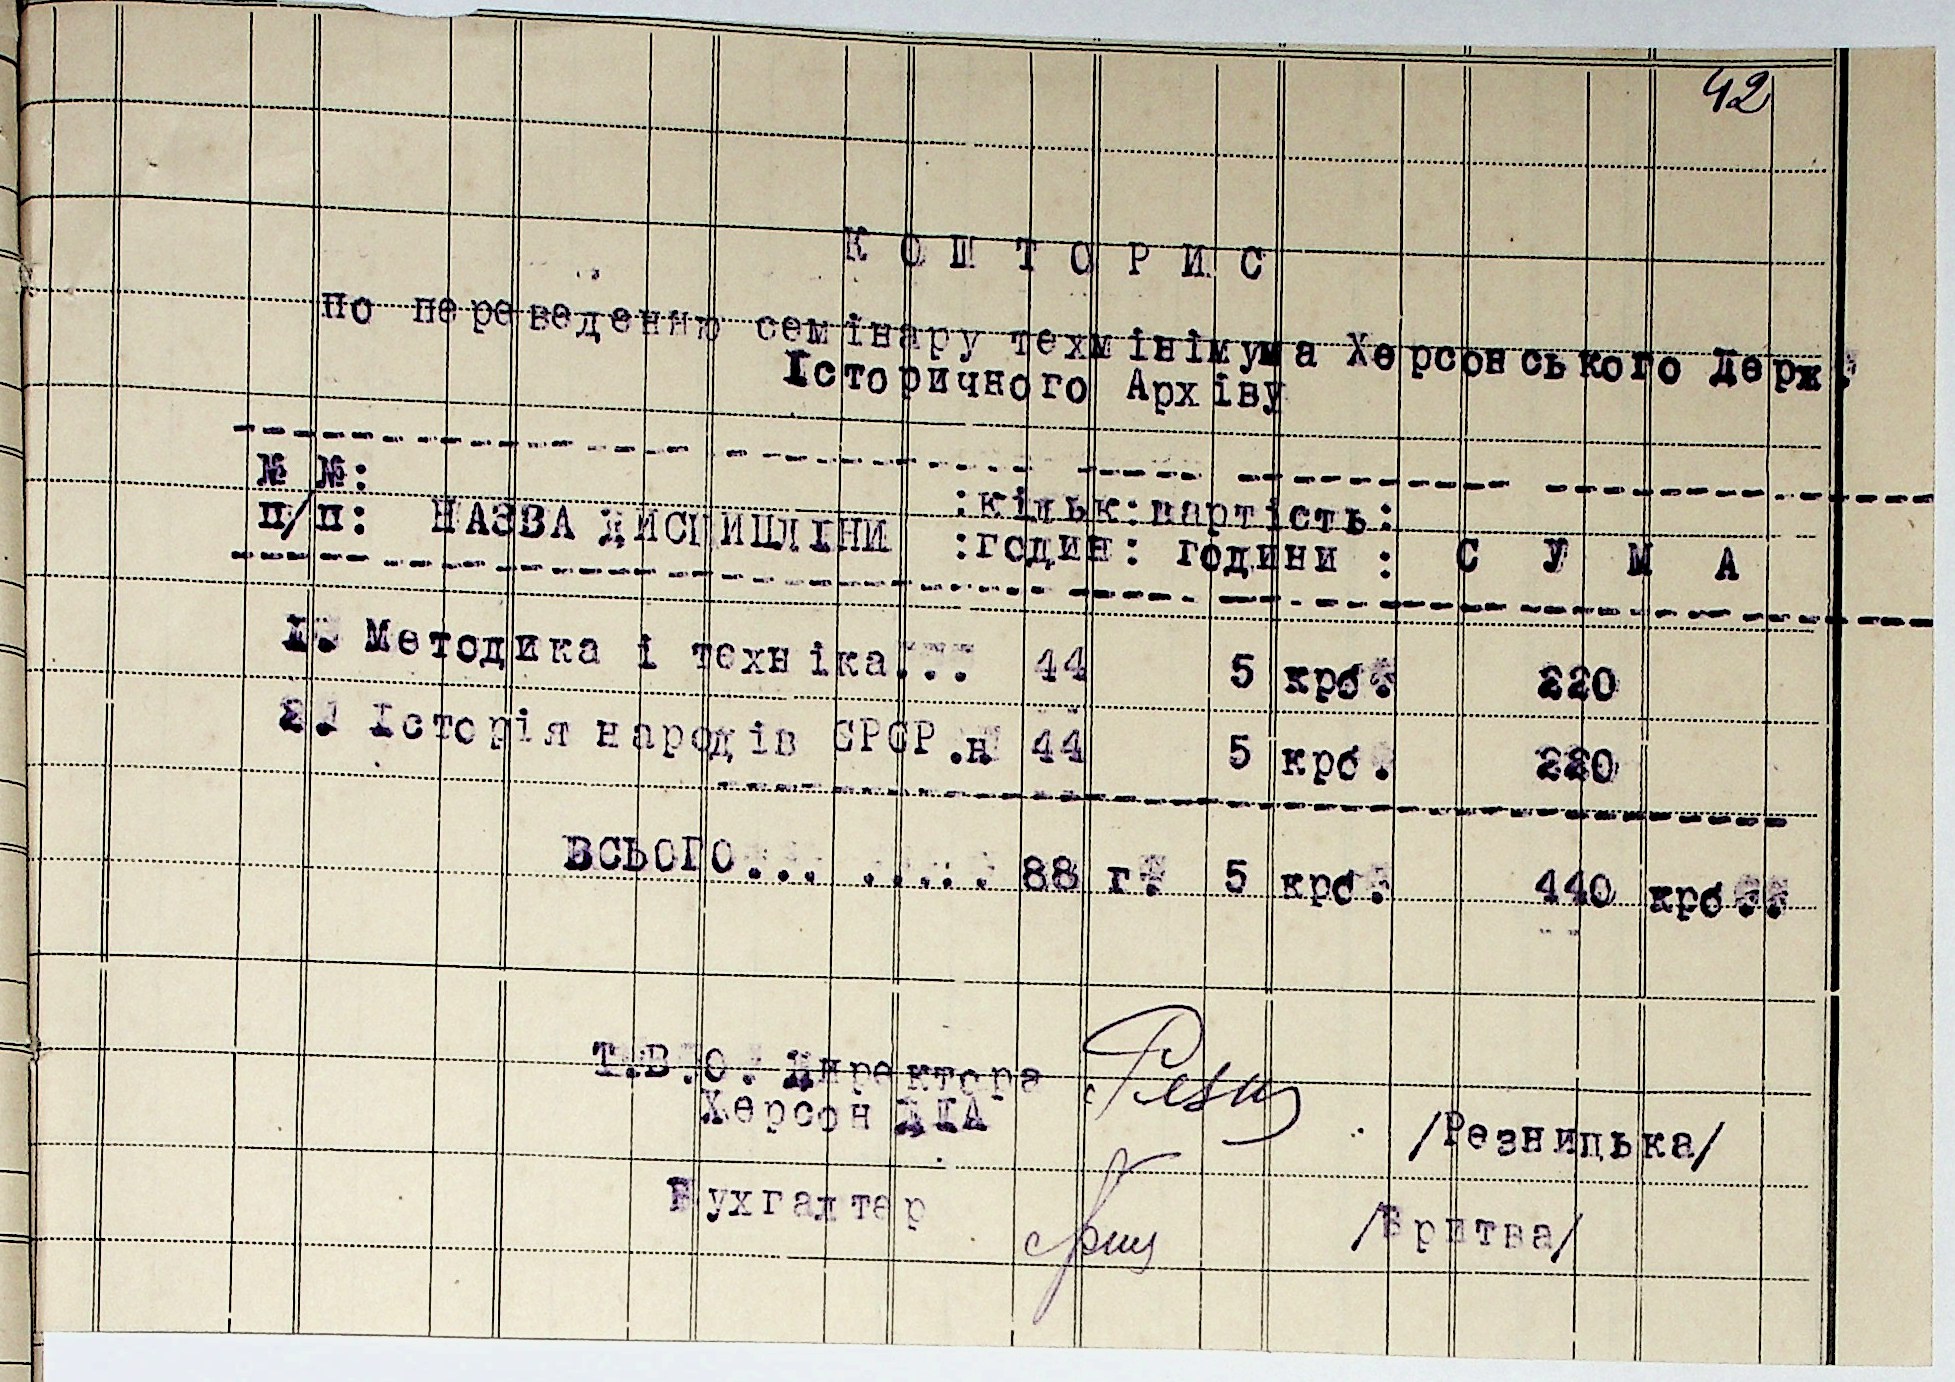 42
К О Ш Т О Р И С
по переведенню семінару техмінімума Херсонського Держ.
Історичного Архіву
№ №:
п/п: НАЗВА ДИСЦИПЛІНИ :кільк:вартість:
:годин: години : С У М А
1. Методика і техніка... 44 5 крб. 220
2. Історія народів СРСР.н 44 5 крб. 220
ВСЬОГО... ..... 88 г. 5 крб. 440 крб..
Т.В.О. Директора
Херсон ДІА /Резницька/
Бухгалтер /Бритва/